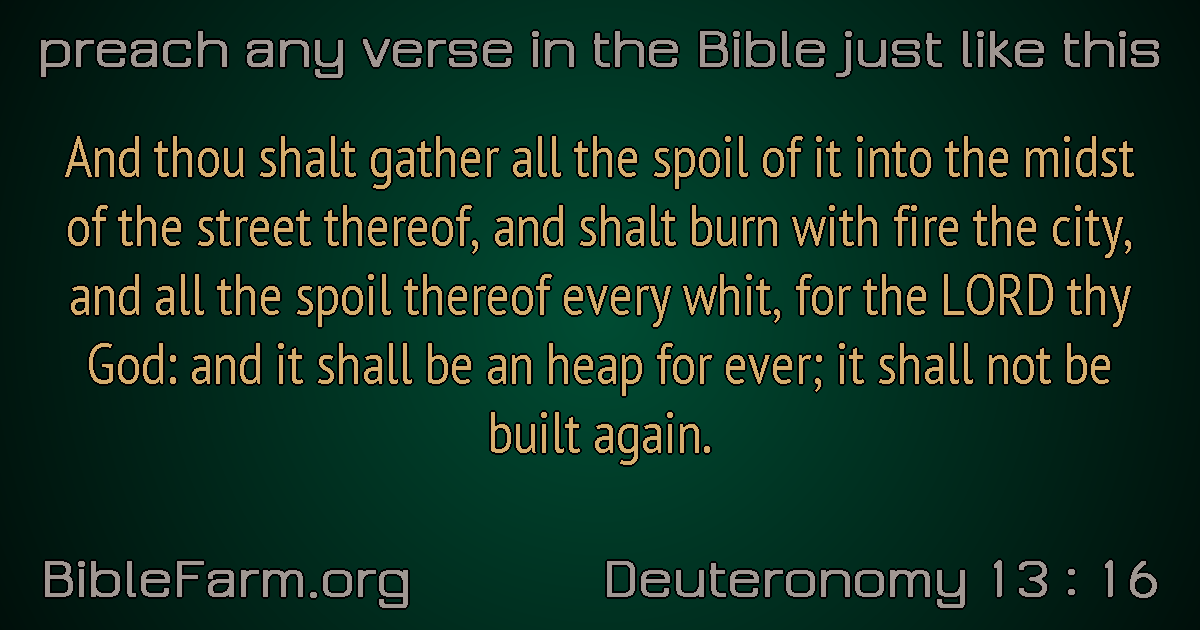 preach any verse in the Bible just like this
And thou shalt gather all the spoil of it into the midst
of the street thereof, and shalt burn with fire the city,
and all the spoil thereof every whit, for the LORD thy
God: and it shall be an heap for ever; it shall not be
built again.
BibleFarm.org
Deuteronomy 13 : 16